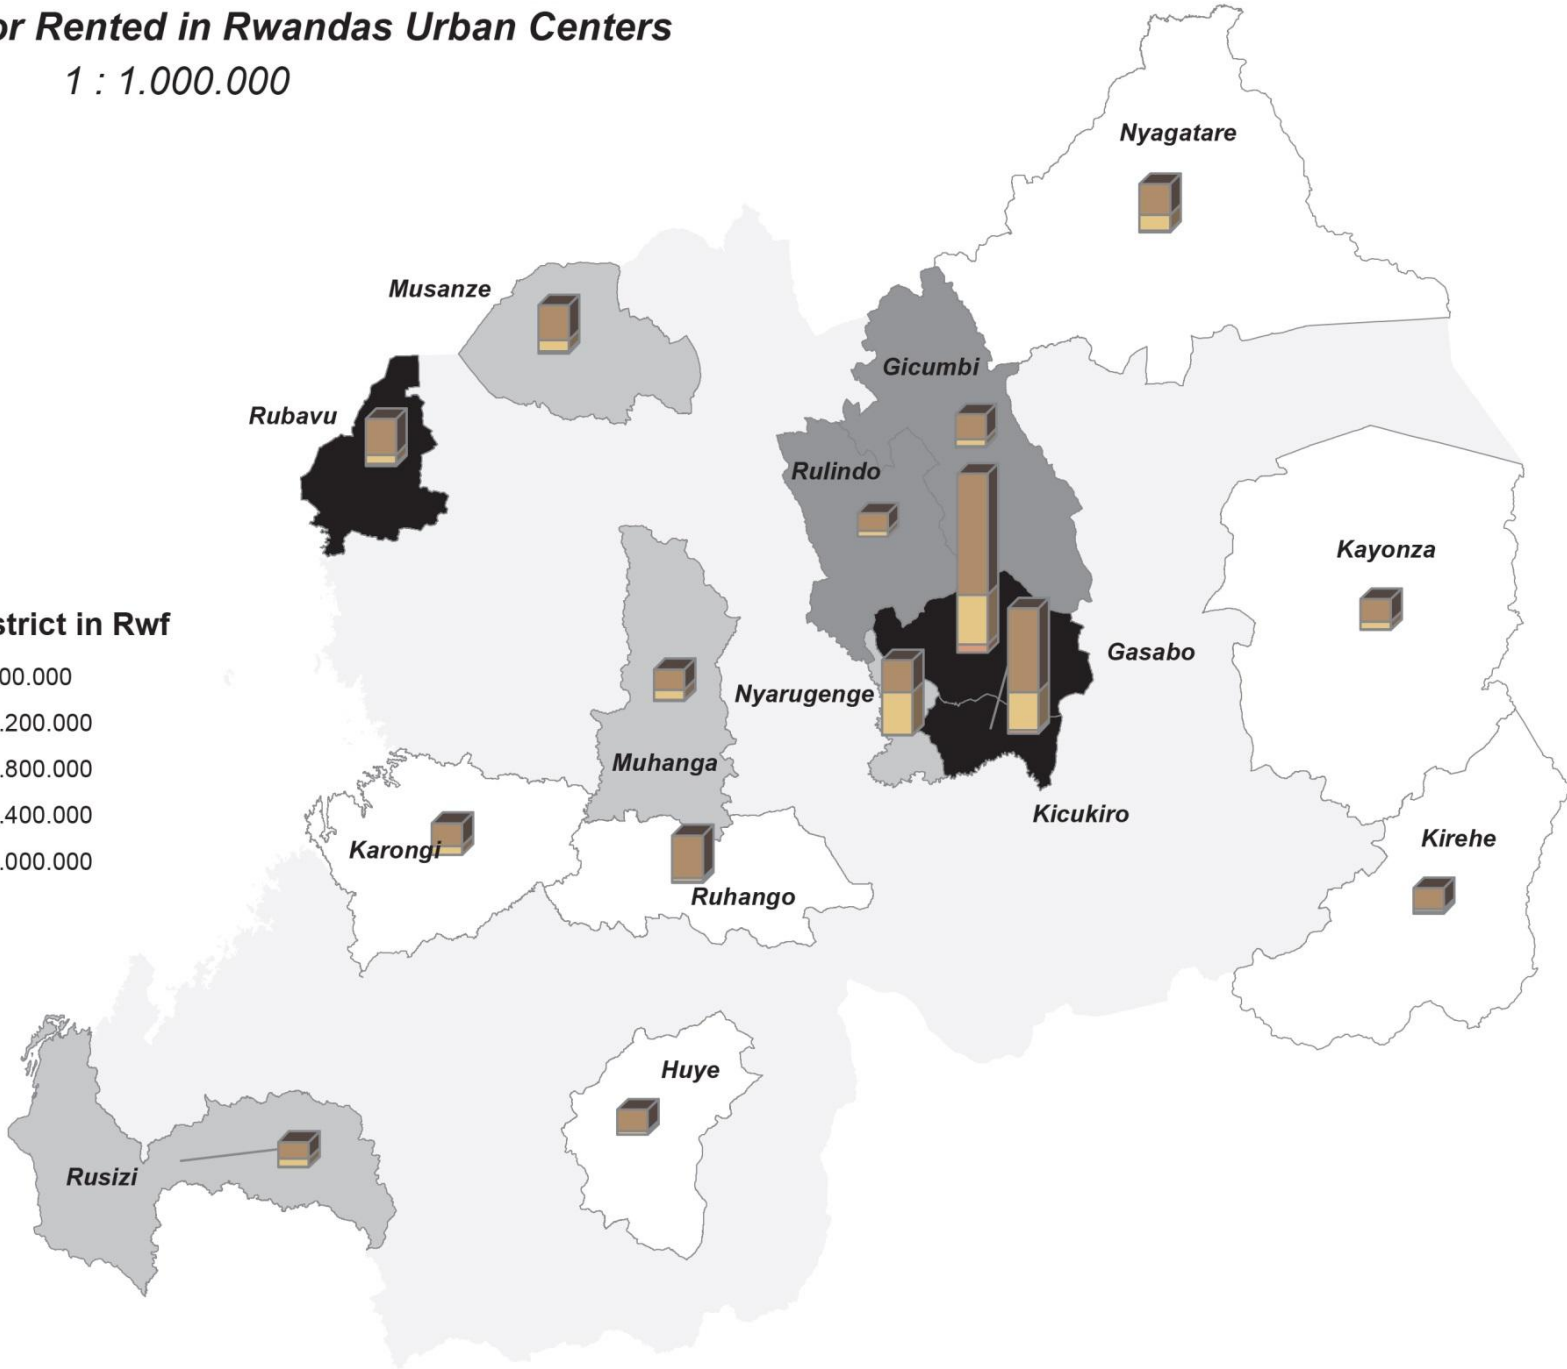 or Rented in Rwandas Urban Centers
1 : 1.000.000
Nyagatare
Musanze
Gicumbi
Rubavu
Rulindo
Kayonza
strict in Rwf
00.000
.200.000
.800.000
.400.000
.000.000
Gasabo
Nyarugenge
Muhanga
Kicukiro
Kirehe
Karongi
Ruhango
Huye
Rusizi